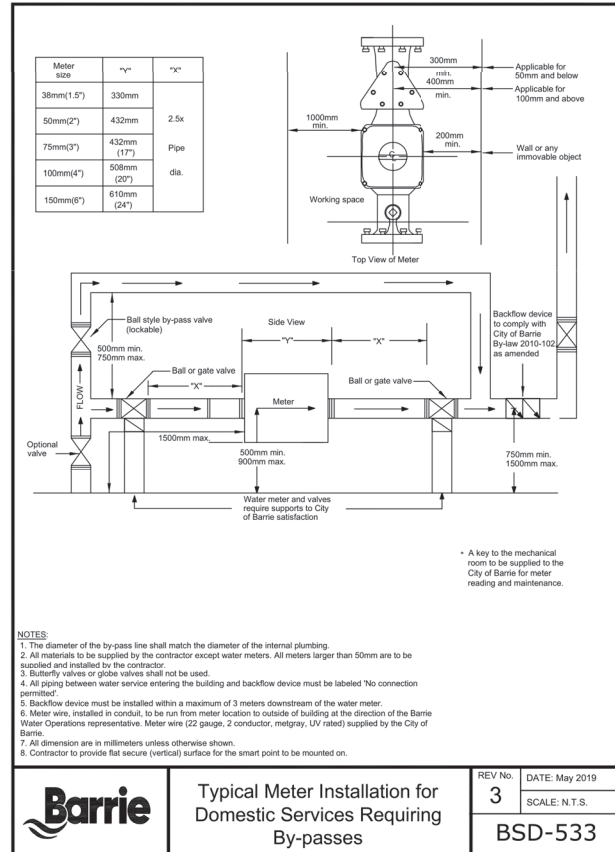 Meter size "Y" "X"
38mm(1.5") 330mm
50mm(2") 432mm
75mm(3") 432mm (17")
100mm(4") 508mm (20")
150mm(6") 610mm (24")
2.5x
Pipe
dia.
300mm
min.
400mm
min.
Applicable for
50mm and below
Applicable for
100mm and above
1000mm
min.
200mm
min.
Wall or any
immovable object
Working space
Top View of Meter
Ball style by-pass valve
(lockable)
500mm min.
750mm max.
Side View
"Y"
"X"
Backflow device
to comply with
City of Barrie
By-law 2010-102
as amended
Ball or gate valve
"X"
Ball or gate valve
FLOW
Meter
Optional
valve
1500mm max.
500mm min.
900mm max.
750mm min.
1500mm max.
Water meter and valves
require supports to City
of Barrie satisfaction
* A key to the mechanical
room to be supplied to the
City of Barrie for meter
reading and maintenance.
NOTES:
1. The diameter of the by-pass line shall match the diameter of the internal plumbing.
2. All materials to be supplied by the contractor except water meters. All meters larger than 50mm are to be
supplied and installed by the contractor.
3. Butterfly valves or globe valves shall not be used.
4. All piping between water service entering the building and backflow device must be labeled 'No connection
permitted'.
5. Backflow device must be installed within a maximum of 3 meters downstream of the water meter.
6. Meter wire, installed in conduit, to be run from meter location to outside of building at the direction of the Barrie
Water Operations representative. Meter wire (22 gauge, 2 conductor, metgray, UV rated) supplied by the City of
Barrie.
7. All dimension are in millimeters unless otherwise shown.
8. Contractor to provide flat secure (vertical) surface for the smart point to be mounted on.
Barrie
Typical Meter Installation for
Domestic Services Requiring
By-passes
REV No.
3
DATE: May 2019
SCALE: N.T.S.
BSD-533